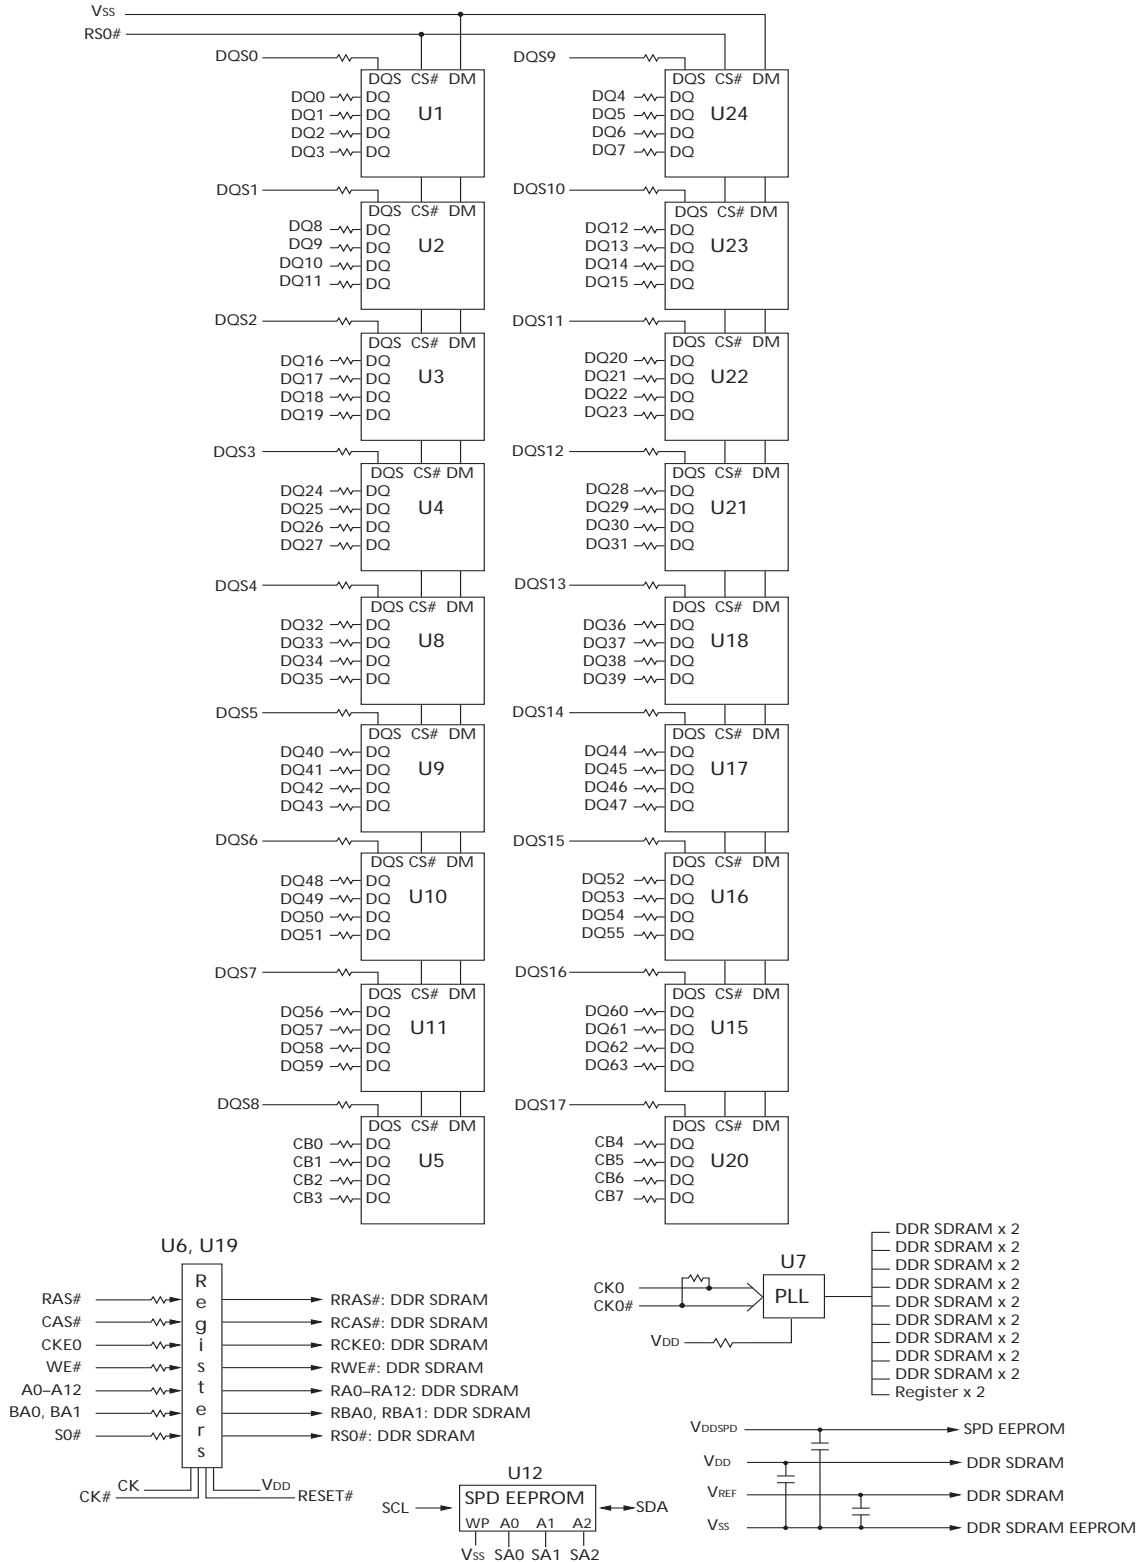 Vss
RS0#
DQS0
DQS CS# DM
DQ0 DQ
DQ1 DQ
DQ2 DQ
DQ3 DQ
U1
DQS9
DQS CS# DM
DQ4 DQ
DQ5 DQ
DQ6 DQ
DQ7 DQ
U24
DQS1
DQS CS# DM
DQ8 DQ
DQ9 DQ
DQ10 DQ
DQ11 DQ
U2
DQS10
DQS CS# DM
DQ12 DQ
DQ13 DQ
DQ14 DQ
DQ15 DQ
U23
DQS2
DQS CS# DM
DQ16 DQ
DQ17 DQ
DQ18 DQ
DQ19 DQ
U3
DQS11
DQS CS# DM
DQ20 DQ
DQ21 DQ
DQ22 DQ
DQ23 DQ
U22
DQS3
DQS CS# DM
DQ24 DQ
DQ25 DQ
DQ26 DQ
DQ27 DQ
U4
DQS12
DQS CS# DM
DQ28 DQ
DQ29 DQ
DQ30 DQ
DQ31 DQ
U21
DQS4
DQS CS# DM
DQ32 DQ
DQ33 DQ
DQ34 DQ
DQ35 DQ
U8
DQS13
DQS CS# DM
DQ36 DQ
DQ37 DQ
DQ38 DQ
DQ39 DQ
U18
DQS5
DQS CS# DM
DQ40 DQ
DQ41 DQ
DQ42 DQ
DQ43 DQ
U9
DQS14
DQS CS# DM
DQ44 DQ
DQ45 DQ
DQ46 DQ
DQ47 DQ
U17
DQS6
DQS CS# DM
DQ48 DQ
DQ49 DQ
DQ50 DQ
DQ51 DQ
U10
DQS15
DQS CS# DM
DQ52 DQ
DQ53 DQ
DQ54 DQ
DQ55 DQ
U16
DQS7
DQS CS# DM
DQ56 DQ
DQ57 DQ
DQ58 DQ
DQ59 DQ
U11
DQS16
DQS CS# DM
DQ60 DQ
DQ61 DQ
DQ62 DQ
DQ63 DQ
U15
DQS8
DQS CS# DM
CB0 DQ
CB1 DQ
CB2 DQ
CB3 DQ
U5
DQS17
DQS CS# DM
CB4 DQ
CB5 DQ
CB6 DQ
CB7 DQ
U20
U6, U19
Registers
RAS# RRAS#: DDR SDRAM
CAS# RCAS#: DDR SDRAM
CKE0 RCKE0: DDR SDRAM
WE# RWE#: DDR SDRAM
A0–A12 RA0–RA12: DDR SDRAM
BA0, BA1 RBA0, RBA1: DDR SDRAM
S0# RS0#: DDR SDRAM
CK VDD
CK# RESET#
U7
CK0
CK0#
PLL
VDD
DDR SDRAM x 2
DDR SDRAM x 2
DDR SDRAM x 2
DDR SDRAM x 2
DDR SDRAM x 2
DDR SDRAM x 2
DDR SDRAM x 2
DDR SDRAM x 2
DDR SDRAM x 2
Register x 2
U12
SCL SPD EEPROM SDA
WP A0 A1 A2
Vss SA0 SA1 SA2
VDDSPD SPD EEPROM
VDD DDR SDRAM
VREF DDR SDRAM
Vss DDR SDRAM EEPROM